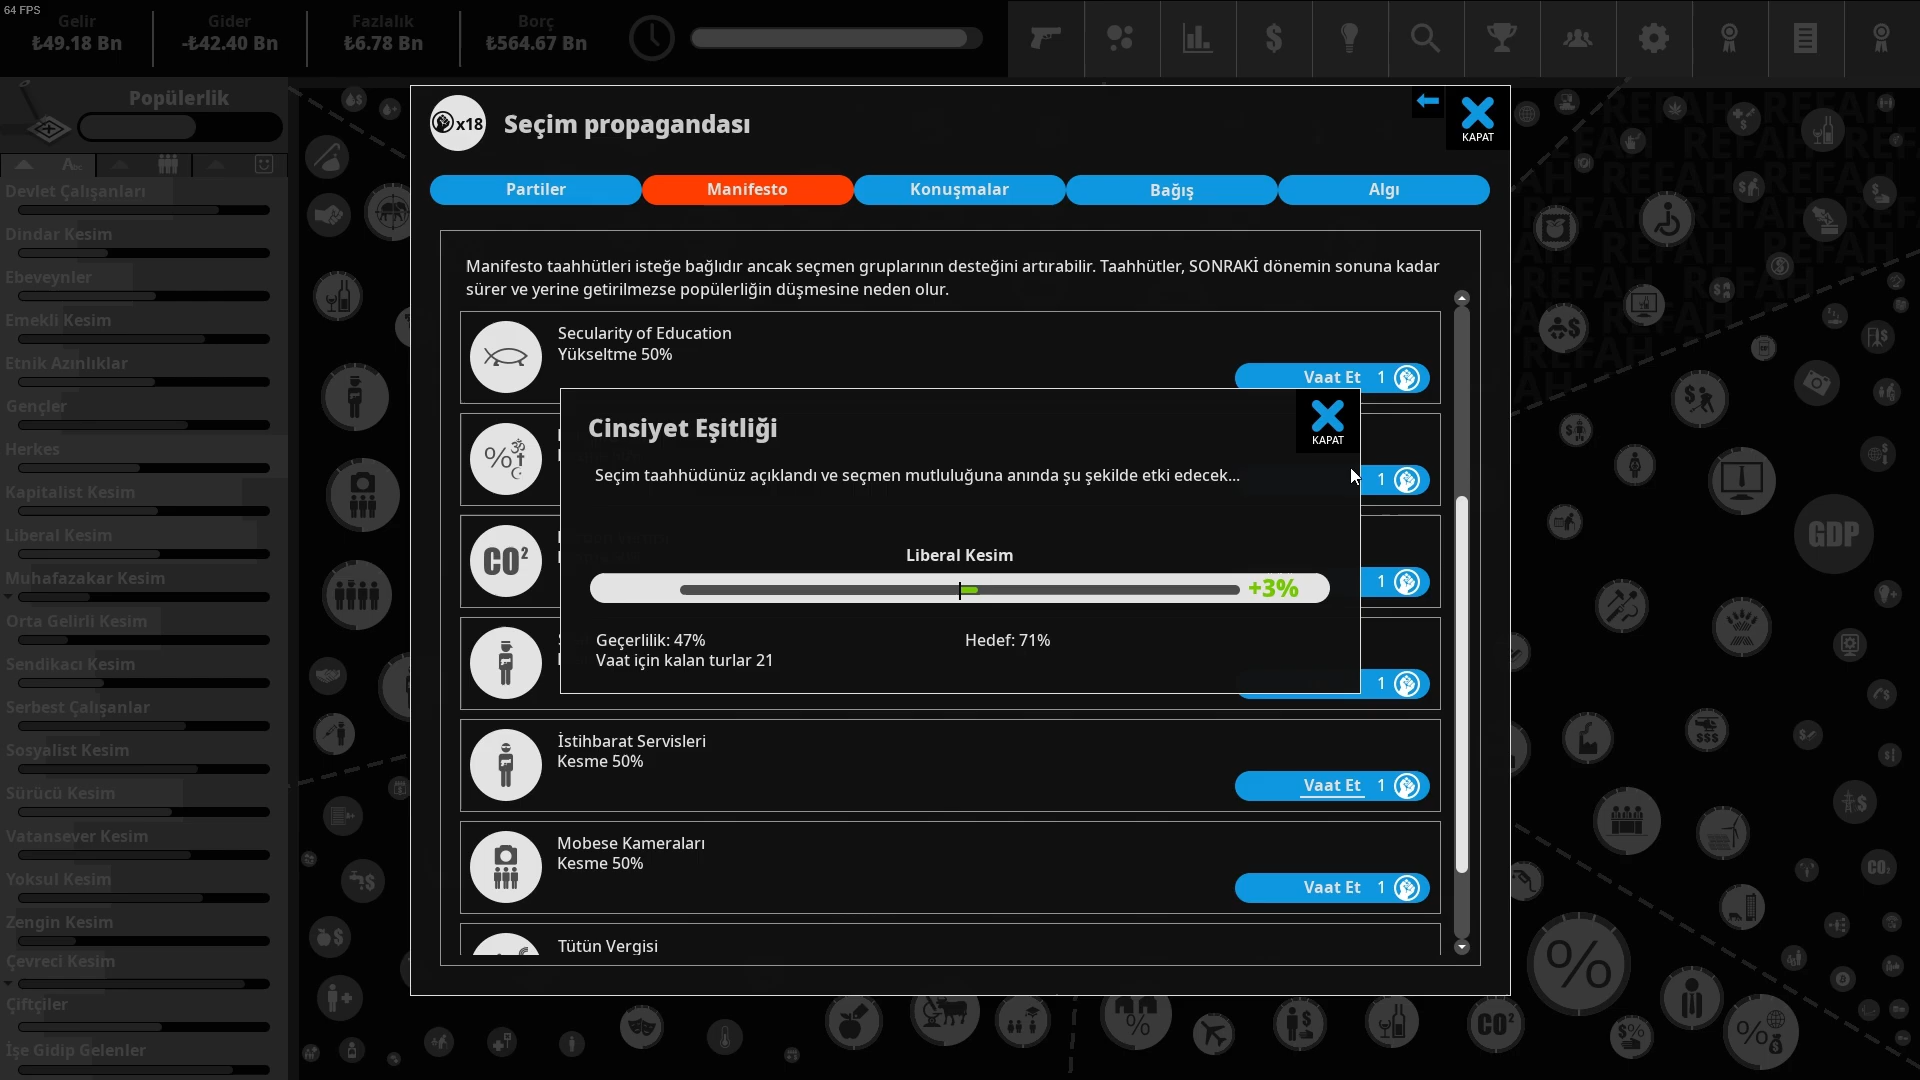 64 FPS
Gelir
₺49.18 Bn
Gider
-₺42.40 Bn
Fazlalık
₺6.78 Bn
Borç
₺564.67 Bn
Popülerlik
Devlet Çalışanları
Dindar Kesim
Ebeveynler
Emekli Kesim
Etnik Azınlıklar
Gençler
Herkes
Kapitalist Kesim
Liberal Kesim
Muhafazakar Kesim
Orta Gelirli Kesim
Sendikacı Kesim
Serbest Çalışanlar
Sosyalist Kesim
Sürücü Kesim
Vatansever Kesim
Yoksul Kesim
Zengin Kesim
Çevreci Kesim
Çiftçiler
İşe Gidip Gelenler
x18
Seçim propagandası
KAPAT
Partiler
Manifesto
Konuşmalar
Bağış
Algı
Manifesto taahhütleri isteğe bağlıdır ancak seçmen gruplarının desteğini artırabilir. Taahhütler, SONRAKİ dönemin sonuna kadar
sürer ve yerine getirilmezse popülerliğin düşmesine neden olur.
Secularity of Education
Yükseltme 50%
Vaat Et 1
Cinsiyet Eşitliği
KAPAT
Seçim taahhüdünüz açıklandı ve seçmen mutluluğuna anında şu şekilde etki edecek...
1
CO²
1
Liberal Kesim
+3%
Geçerlilik: 47%
Hedef: 71%
Vaat için kalan turlar 21
1
İstihbarat Servisleri
Kesme 50%
Vaat Et 1
Mobese Kameraları
Kesme 50%
Vaat Et 1
Tütün Vergisi
REFAH
GDP
CO²
CO²